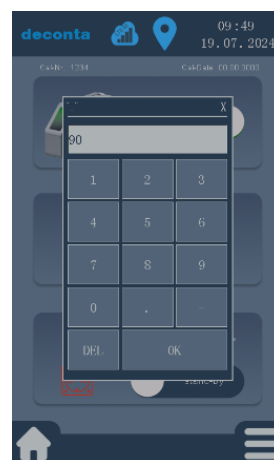 deconta
09:49
19.07.2024
Cal-Nr. 1234
Cal-Date 00.00.0000
X
90
1 2 3
4 5 6
7 8 9
0 . -
DEL OK
stand-by